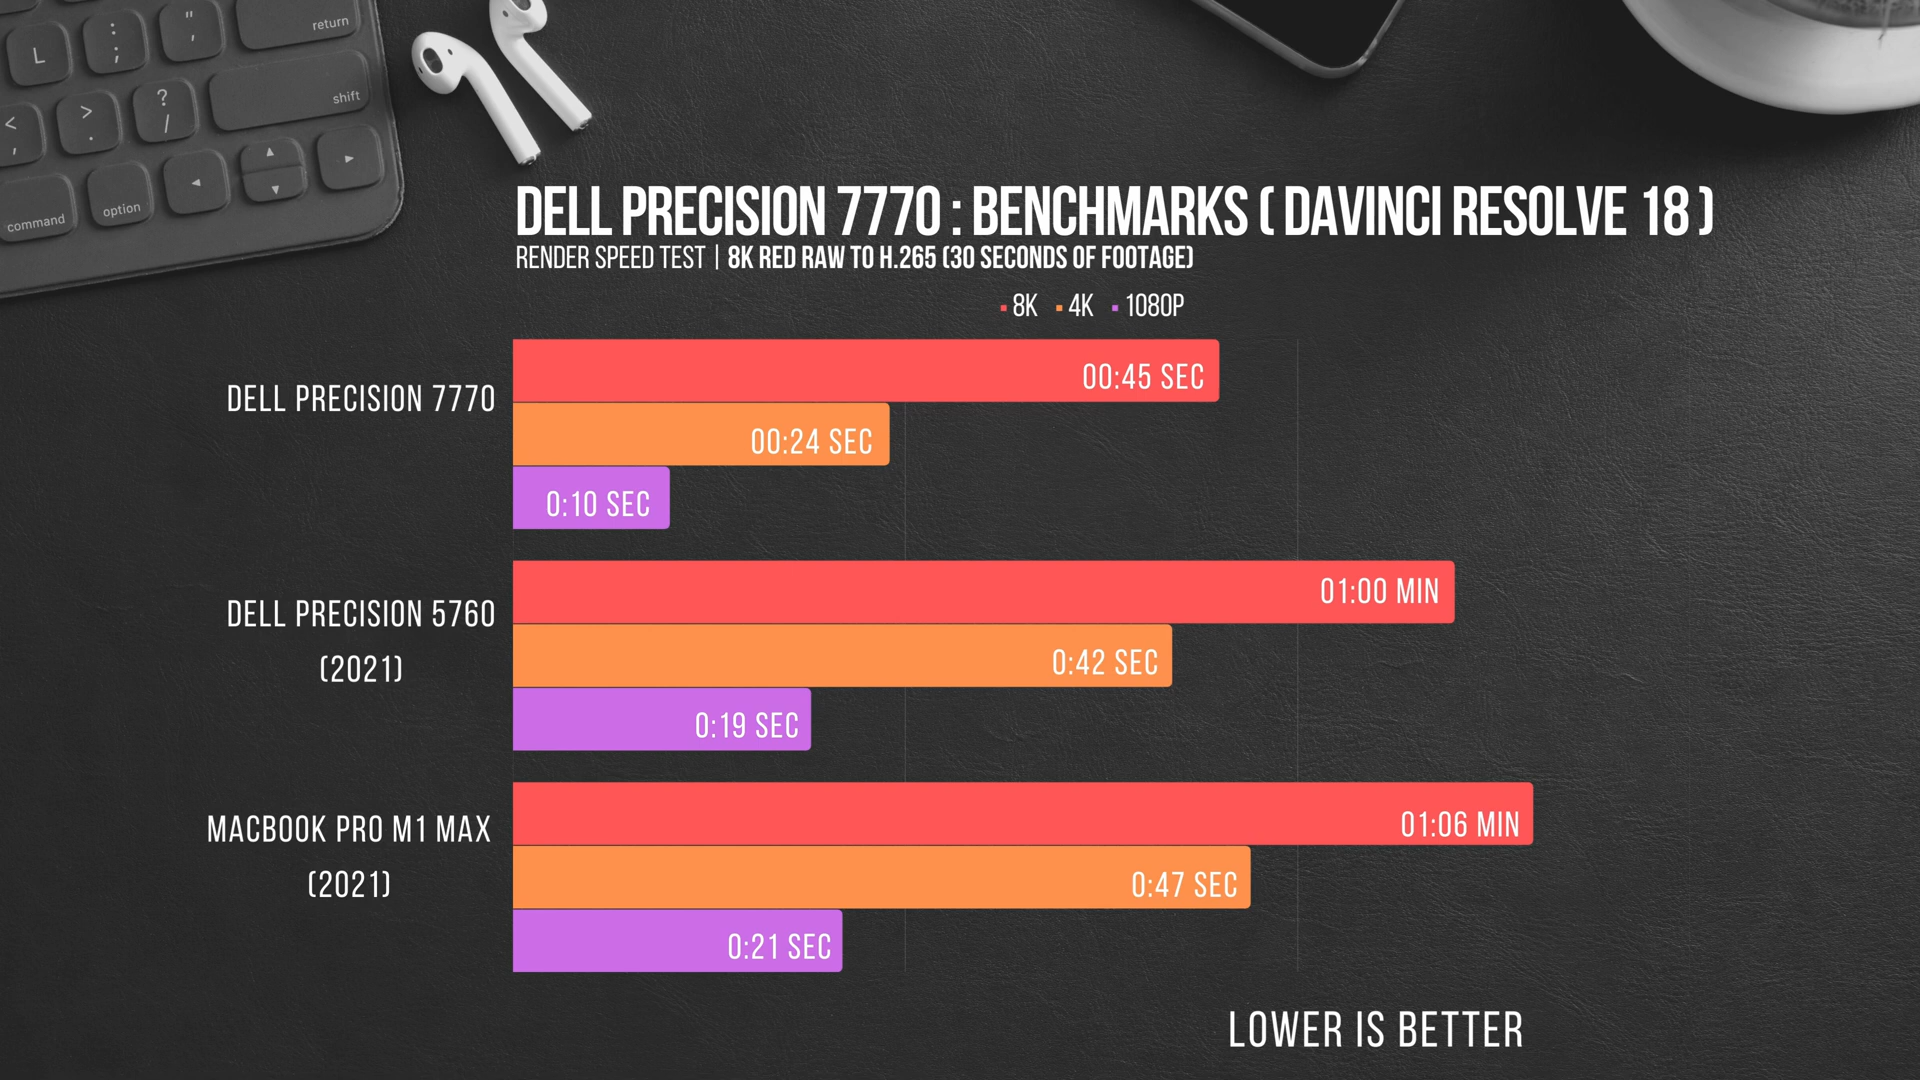 return
L
:
;
"
,
shift
<
,
>
.
?
/
command
option
DELL PRECISION 7770 : BENCHMARKS ( DAVINCI RESOLVE 18 )
RENDER SPEED TEST | 8K RED RAW TO H.265 (30 SECONDS OF FOOTAGE)
8K 4K 1080P
DELL PRECISION 7770
00:45 SEC
00:24 SEC
0:10 SEC
DELL PRECISION 5760
(2021)
01:00 MIN
0:42 SEC
0:19 SEC
MACBOOK PRO M1 MAX
(2021)
01:06 MIN
0:47 SEC
0:21 SEC
LOWER IS BETTER